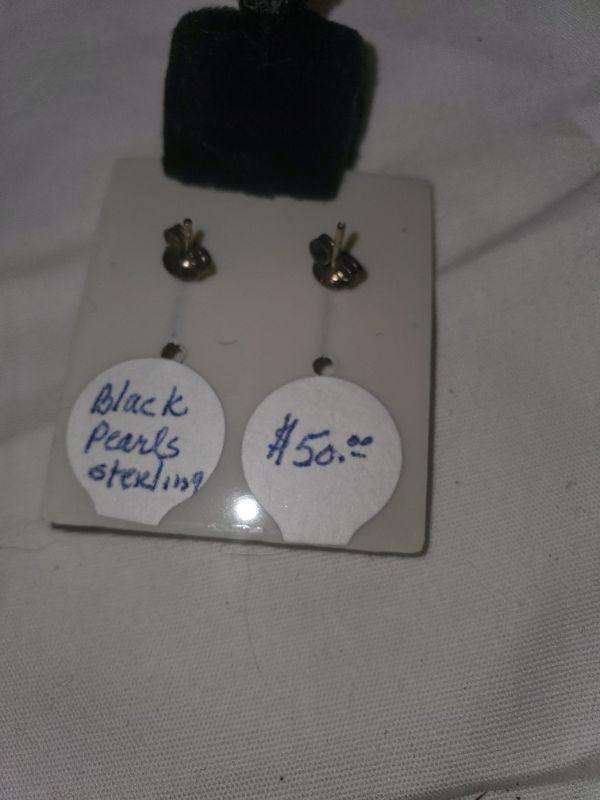 Black
Pearls
sterling
$50.00